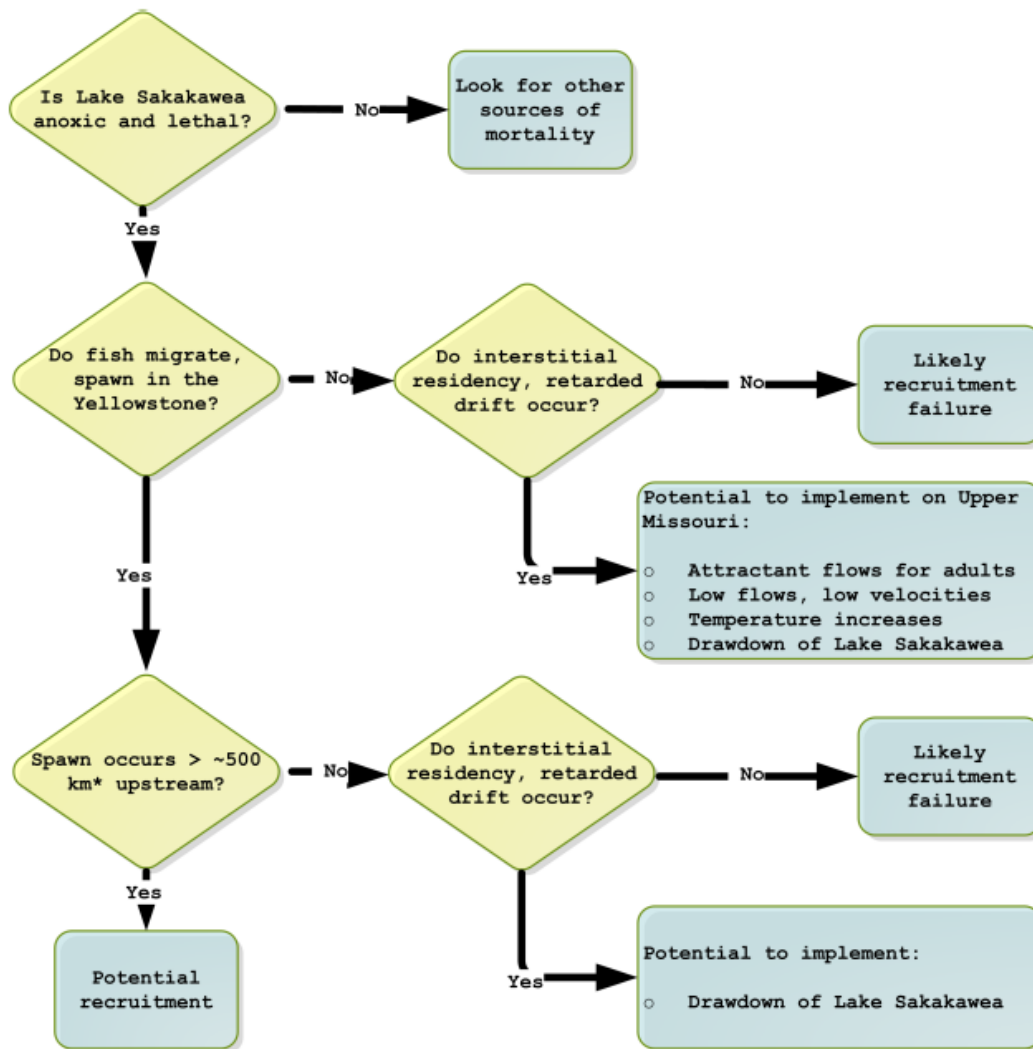 Is Lake Sakakawea
anoxic and lethal?
No
Look for other
sources of
mortality
Yes
Do fish migrate,
spawn in the
Yellowstone?
No
Do interstitial
residency, retarded
drift occur?
No
Likely
recruitment
failure
Yes
Potential to implement on Upper
Missouri:
○ Attractant flows for adults
○ Low flows, low velocities
○ Temperature increases
○ Drawdown of Lake Sakakawea
Yes
Spawn occurs > ~500
km* upstream?
No
Do interstitial
residency, retarded
drift occur?
No
Likely
recruitment
failure
Yes
Potential to implement:
○ Drawdown of Lake Sakakawea
Yes
Potential
recruitment